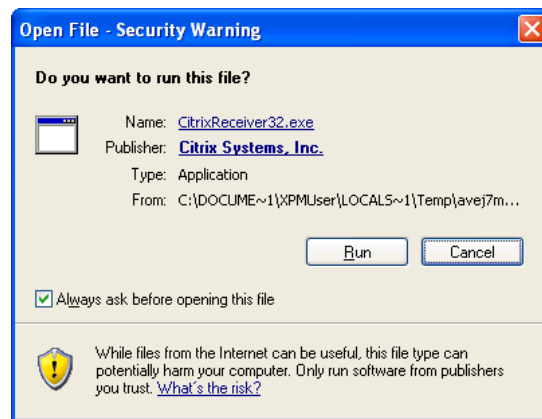 Open File - Security Warning
Do you want to run this file?
Name: CitrixReceiver32.exe
Publisher: Citrix Systems, Inc.
Type: Application
From: C:\DOCUME~1\XPMUser\LOCALS~1\Temp\avej7m...
Run Cancel
Always ask before opening this file
While files from the Internet can be useful, this file type can
potentially harm your computer. Only run software from publishers
you trust. What's the risk?